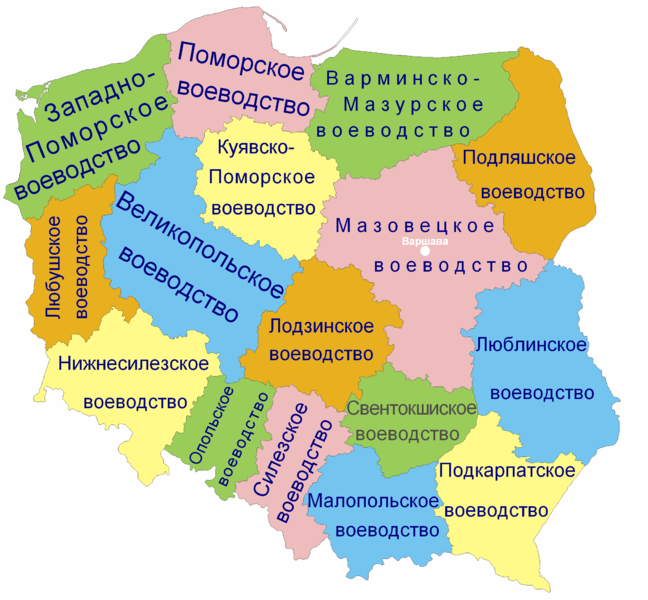 Поморское
воеводство
Западно-
Поморское
воеводство
Варминско-
Мазурское
воеводство
Куявско-
Поморское
воеводство
Подляшское
воеводство
Мазовецкое
Варшава
воеводство
Великопольское
воеводство
Любушское
воеводство
Лодзинское
воеводство
Люблинское
воеводство
Нижнесилезское
воеводство
Опольское
воеводство
Силезское
воеводство
Свентокшиское
воеводство
Малопольское
воеводство
Подкарпатское
воеводство